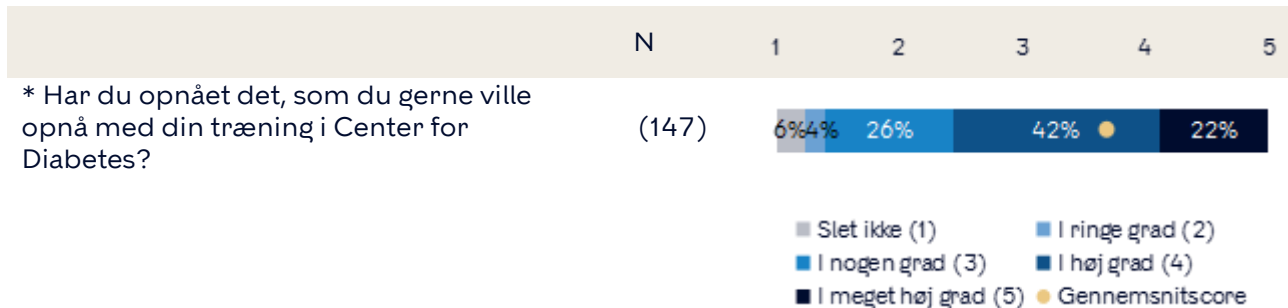 N 1 2 3 4 5
* Har du opnået det, som du gerne ville
opnå med din træning i Center for
Diabetes?
(147)
6% 4% 26% 42% 22%
Slet ikke (1) I ringe grad (2)
I nogen grad (3) I høj grad (4)
I meget høj grad (5) Gennemsnitscore